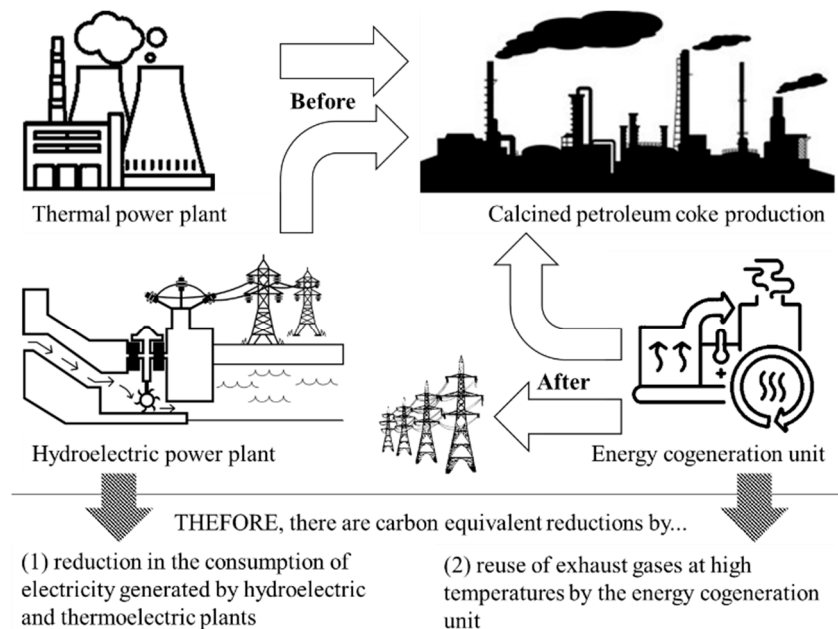 Before
Thermal power plant
Calcined petroleum coke production
After
Hydroelectric power plant
Energy cogeneration unit
THEFORE, there are carbon equivalent reductions by...
(1) reduction in the consumption of
electricity generated by hydroelectric
and thermoelectric plants
(2) reuse of exhaust gases at high
temperatures by the energy cogeneration
unit